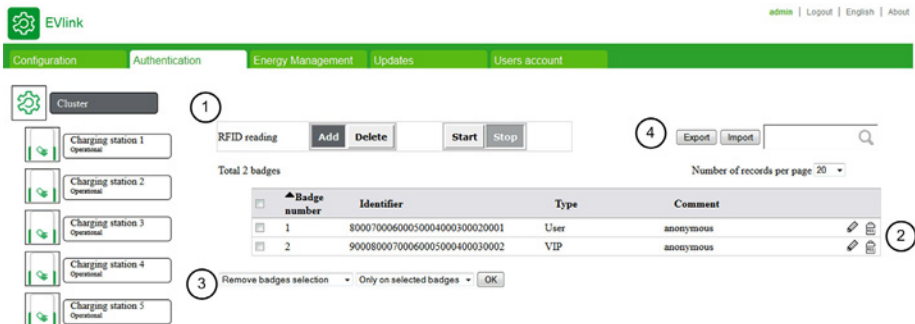 admin | Logout | English | About
EVlink
Configuration Authentication Energy Management Updates Users account
Cluster
1
RFID reading Add Delete Start Stop
4 Export Import
Charging station 1
Operational
Total 2 badges Number of records per page 20
Charging station 2
Operational
Badge number Identifier Type Comment
1 80007000600050004000300020001 User anonymous
2 90008000700060005000400030002 VIP anonymous
2
Charging station 3
Operational
Charging station 4
Operational
3 Remove badges selection Only on selected badges OK
Charging station 5
Operational